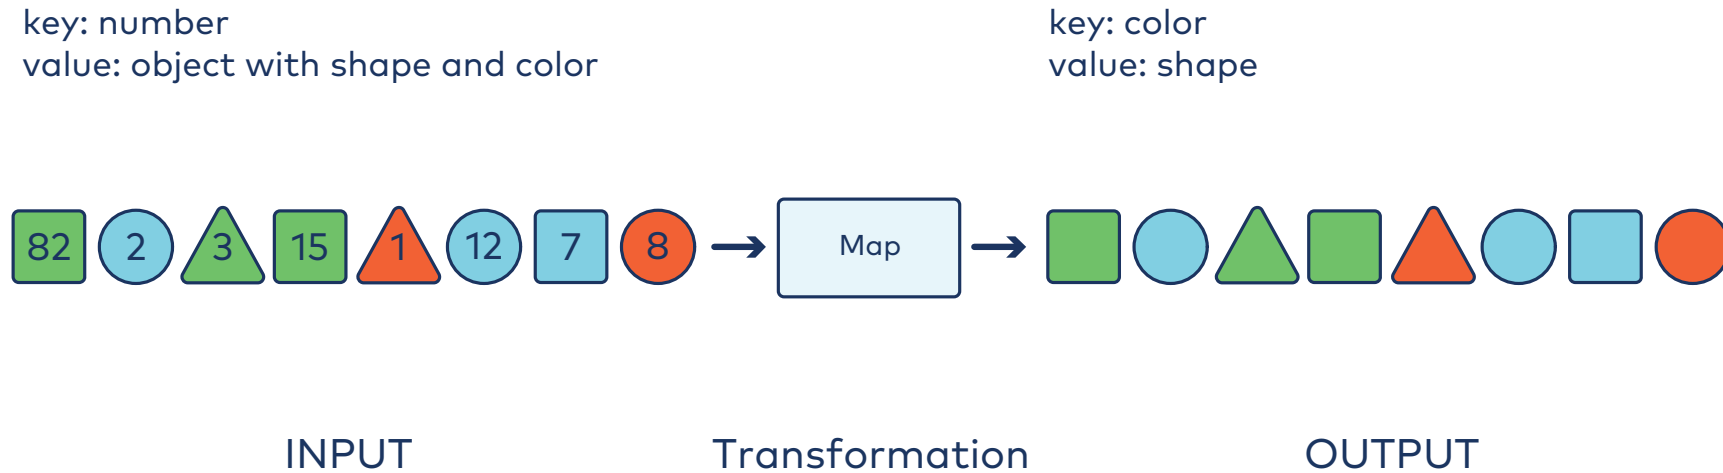 key: number
value: object with shape and color
key: color
value: shape
82 2 3 15 1 12 7 8
Map
INPUT
Transformation
OUTPUT